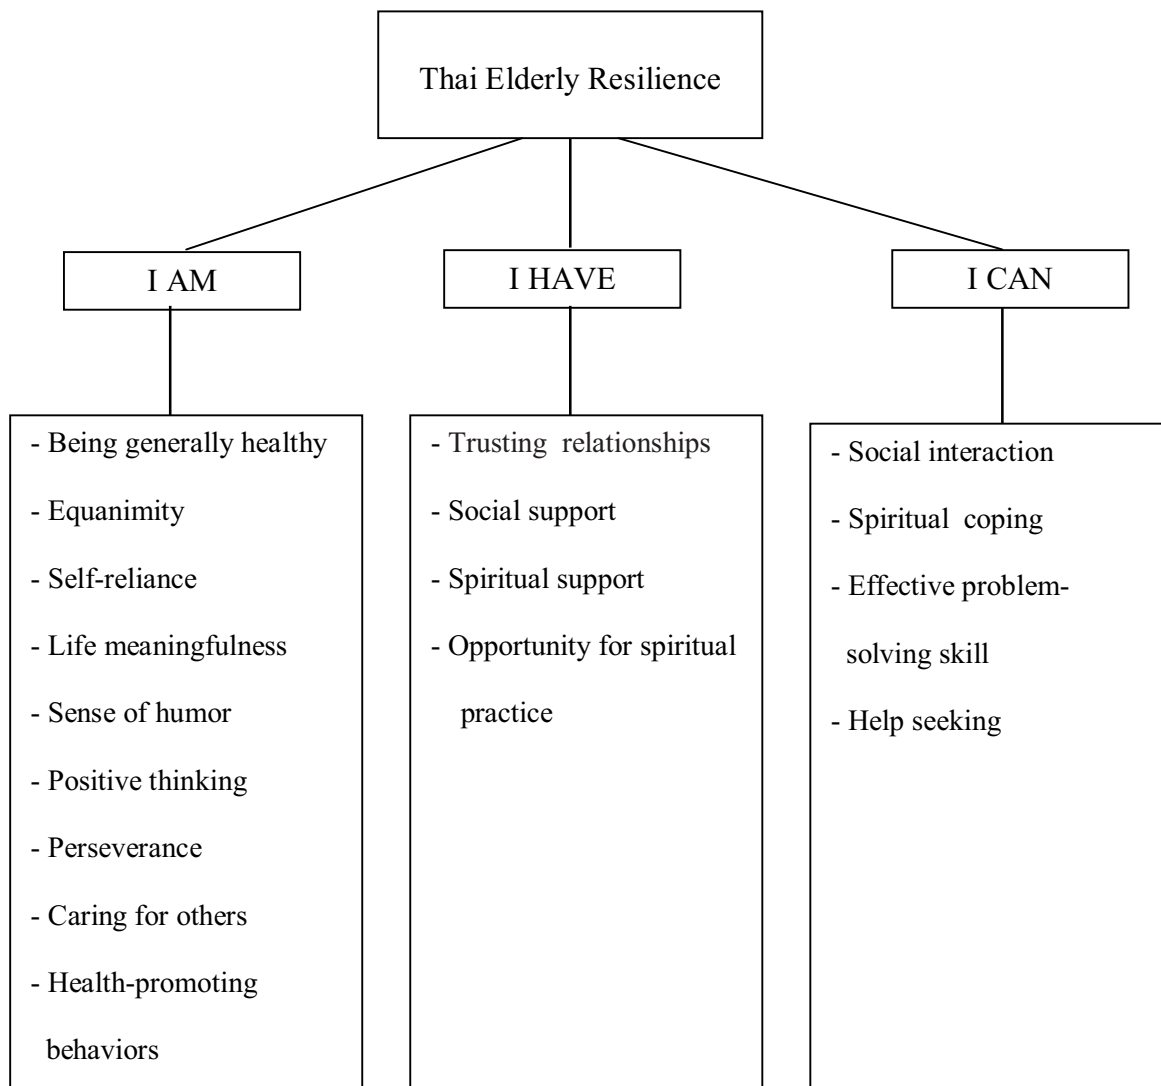 Thai Elderly Resilience
I AM
I HAVE
I CAN
- Being generally healthy
- Equanimity
- Self-reliance
- Life meaningfulness
- Sense of humor
- Positive thinking
- Perseverance
- Caring for others
- Health-promoting
behaviors
- Trusting relationships
- Social support
- Spiritual support
- Opportunity for spiritual
practice
- Social interaction
- Spiritual coping
- Effective problem-
solving skill
- Help seeking